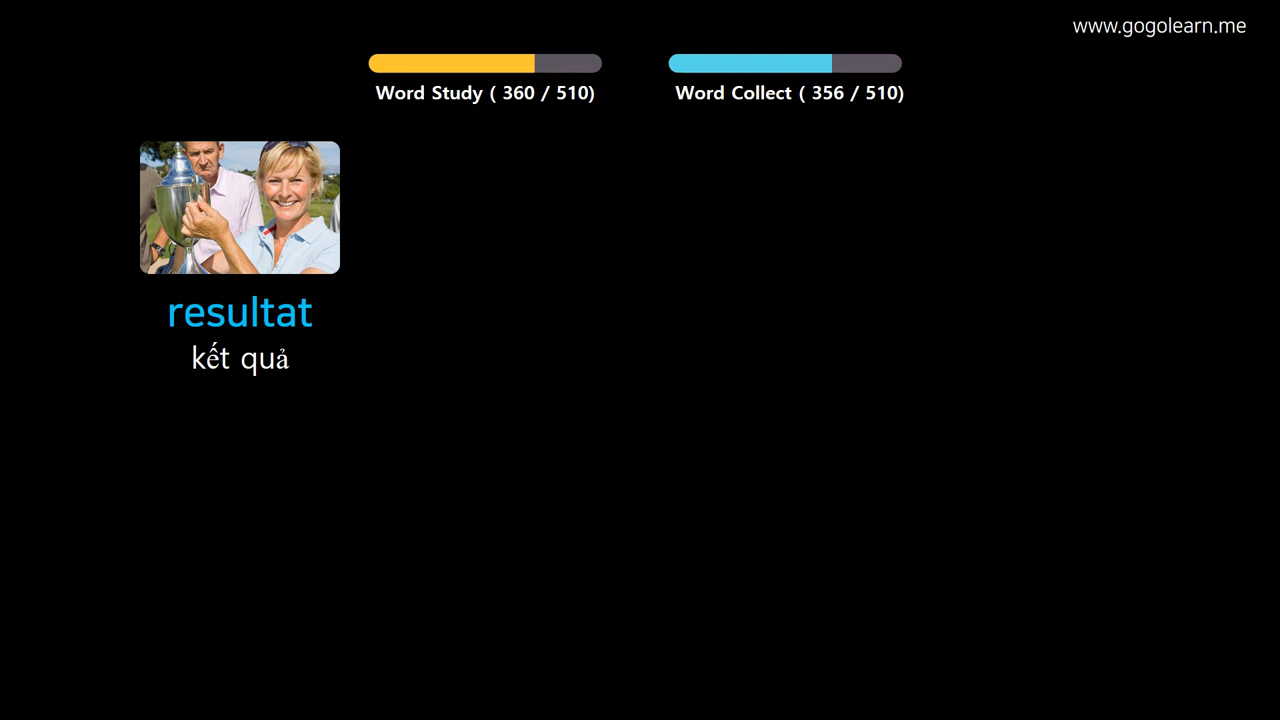 www.gogolearn.me
Word Study ( 360 / 510)
Word Collect ( 356 / 510)
resultat
kết quả